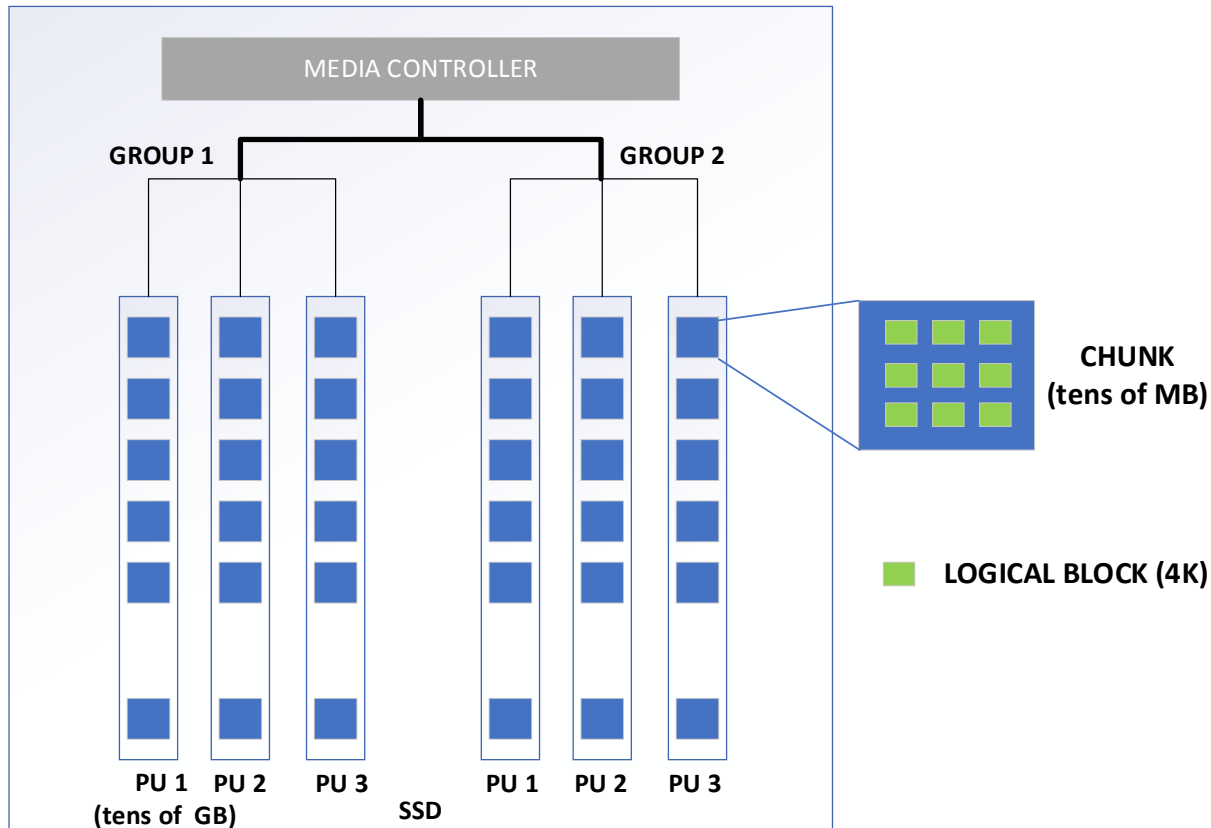 MEDIA CONTROLLER
GROUP 1
GROUP 2
CHUNK
(tens of MB)
LOGICAL BLOCK (4K)
PU 1
PU 2
PU 3
PU 1
PU 2
PU 3
(tens of GB)
SSD